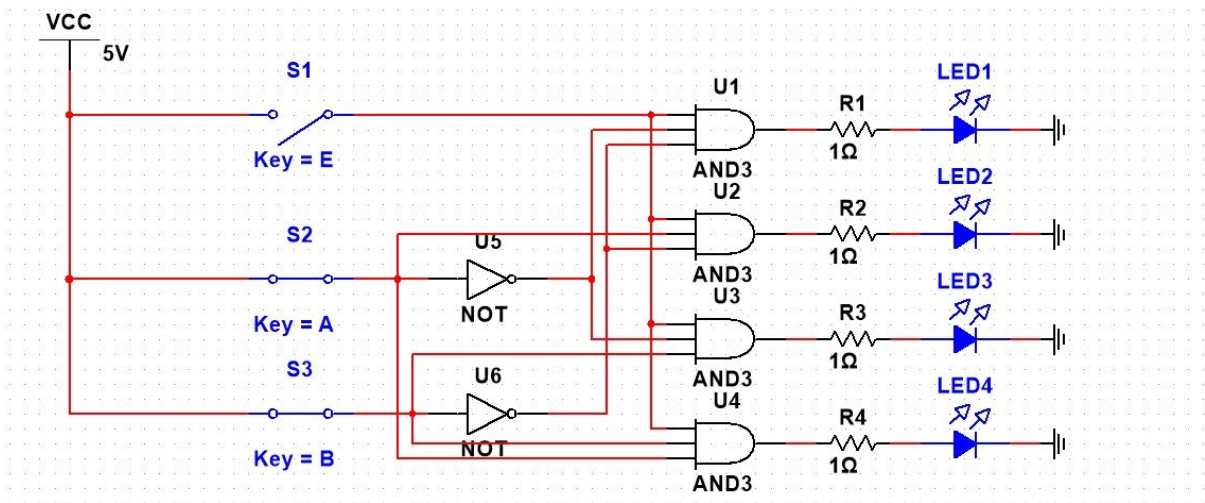 VCC
5V
S1
Key = E
S2
Key = A
S3
Key = B
U5
NOT
U6
NOT
U1
AND3
U2
AND3
U3
AND3
U4
AND3
R1
1Ω
R2
1Ω
R3
1Ω
R4
1Ω
LED1
LED2
LED3
LED4